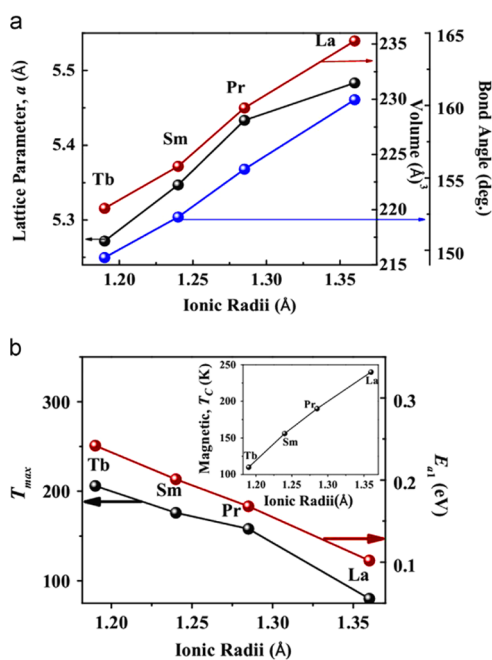 a
Lattice Parameter, a (Å)
5.5
5.4
5.3
Tb
Sm
Pr
La
235
230
225
220
215
Volume (Å)^3
165
160
155
150
Bond Angle (deg.)
1.20 1.25 1.30 1.35
Ionic Radii (Å)
b
T_max
300
250
200
150
100
Tb
Sm
Pr
La
0.3
0.2
0.1
E_a1 (eV)
Magnetic, T_C (K)
250
200
150
100
Tb
Sm
Pr
La
1.20 1.25 1.30 1.35
Ionic Radii(Å)
1.20 1.25 1.30 1.35
Ionic Radii (Å)